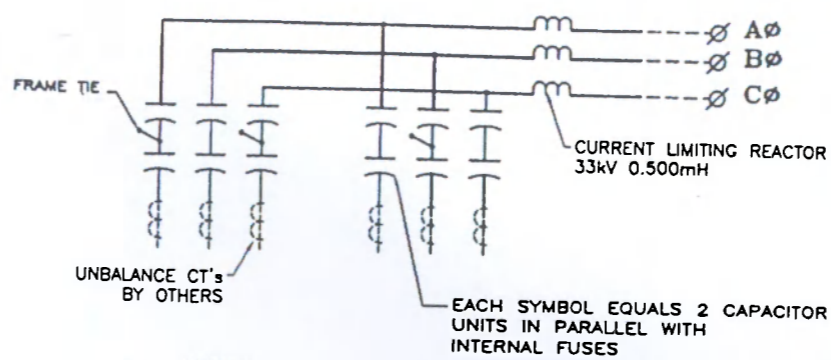 AØ
BØ
CØ
FRAME TIE
CURRENT LIMITING REACTOR
33kV 0.500mH
UNBALANCE CT's
BY OTHERS
EACH SYMBOL EQUALS 2 CAPACITOR
UNITS IN PARALLEL WITH
INTERNAL FUSES